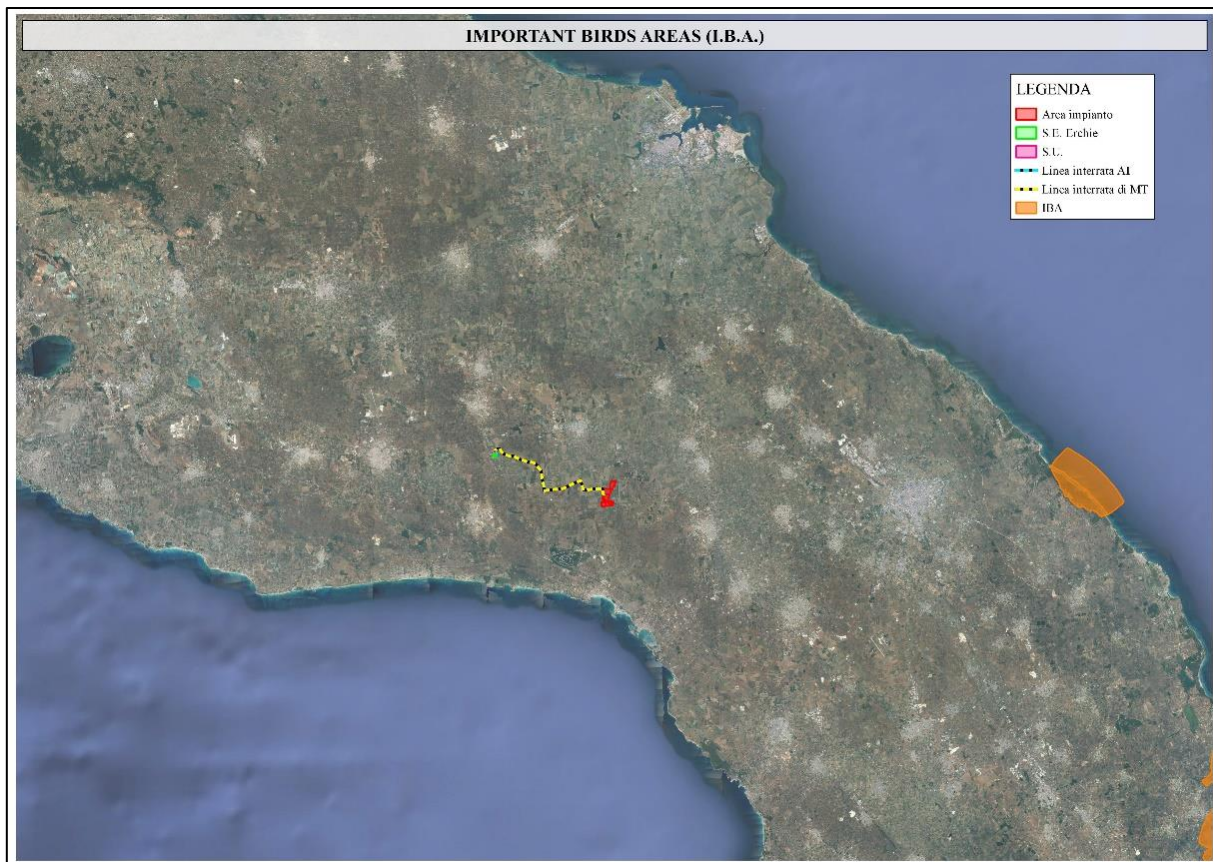 IMPORTANT BIRDS AREAS (I.B.A.)
LEGENDA
Area impianto
S.E. Erchie
S.U.
Linea interrata AT
Linea interrata di MT
IBA